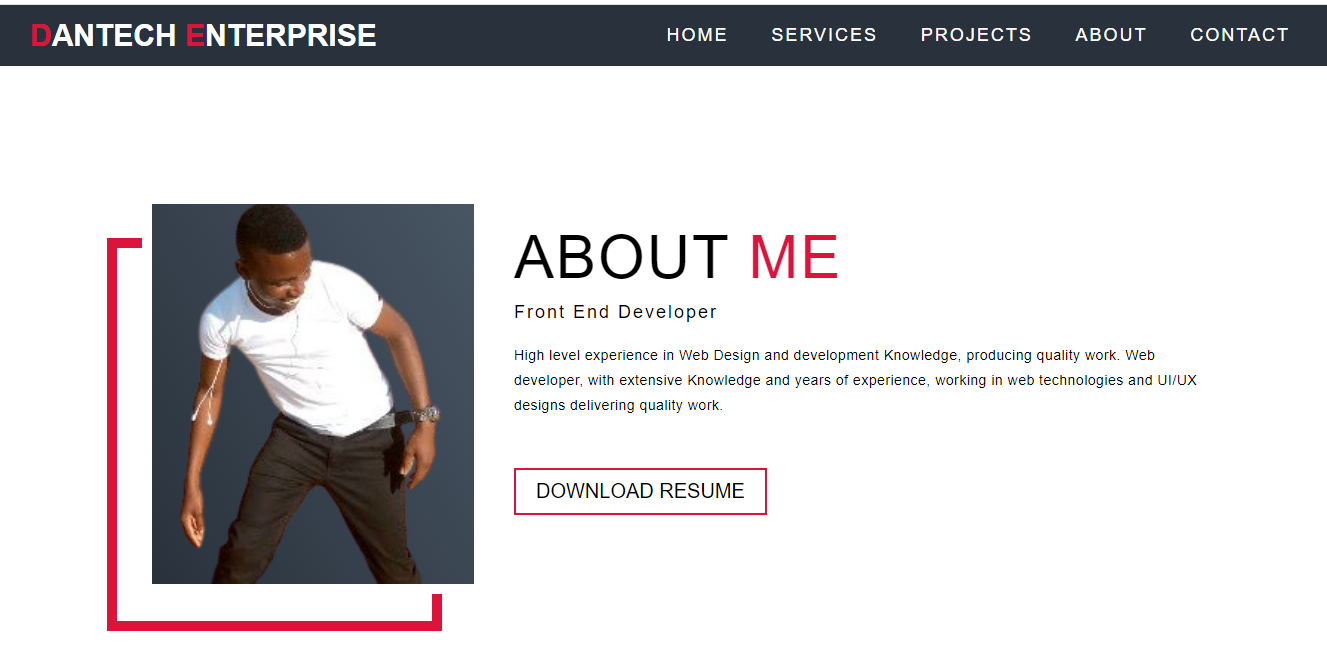 DANTECH ENTERPRISE
HOME SERVICES PROJECTS ABOUT CONTACT
ABOUT ME
Front End Developer
High level experience in Web Design and development Knowledge, producing quality work. Web
developer, with extensive Knowledge and years of experience, working in web technologies and UI/UX
designs delivering quality work.
DOWNLOAD RESUME